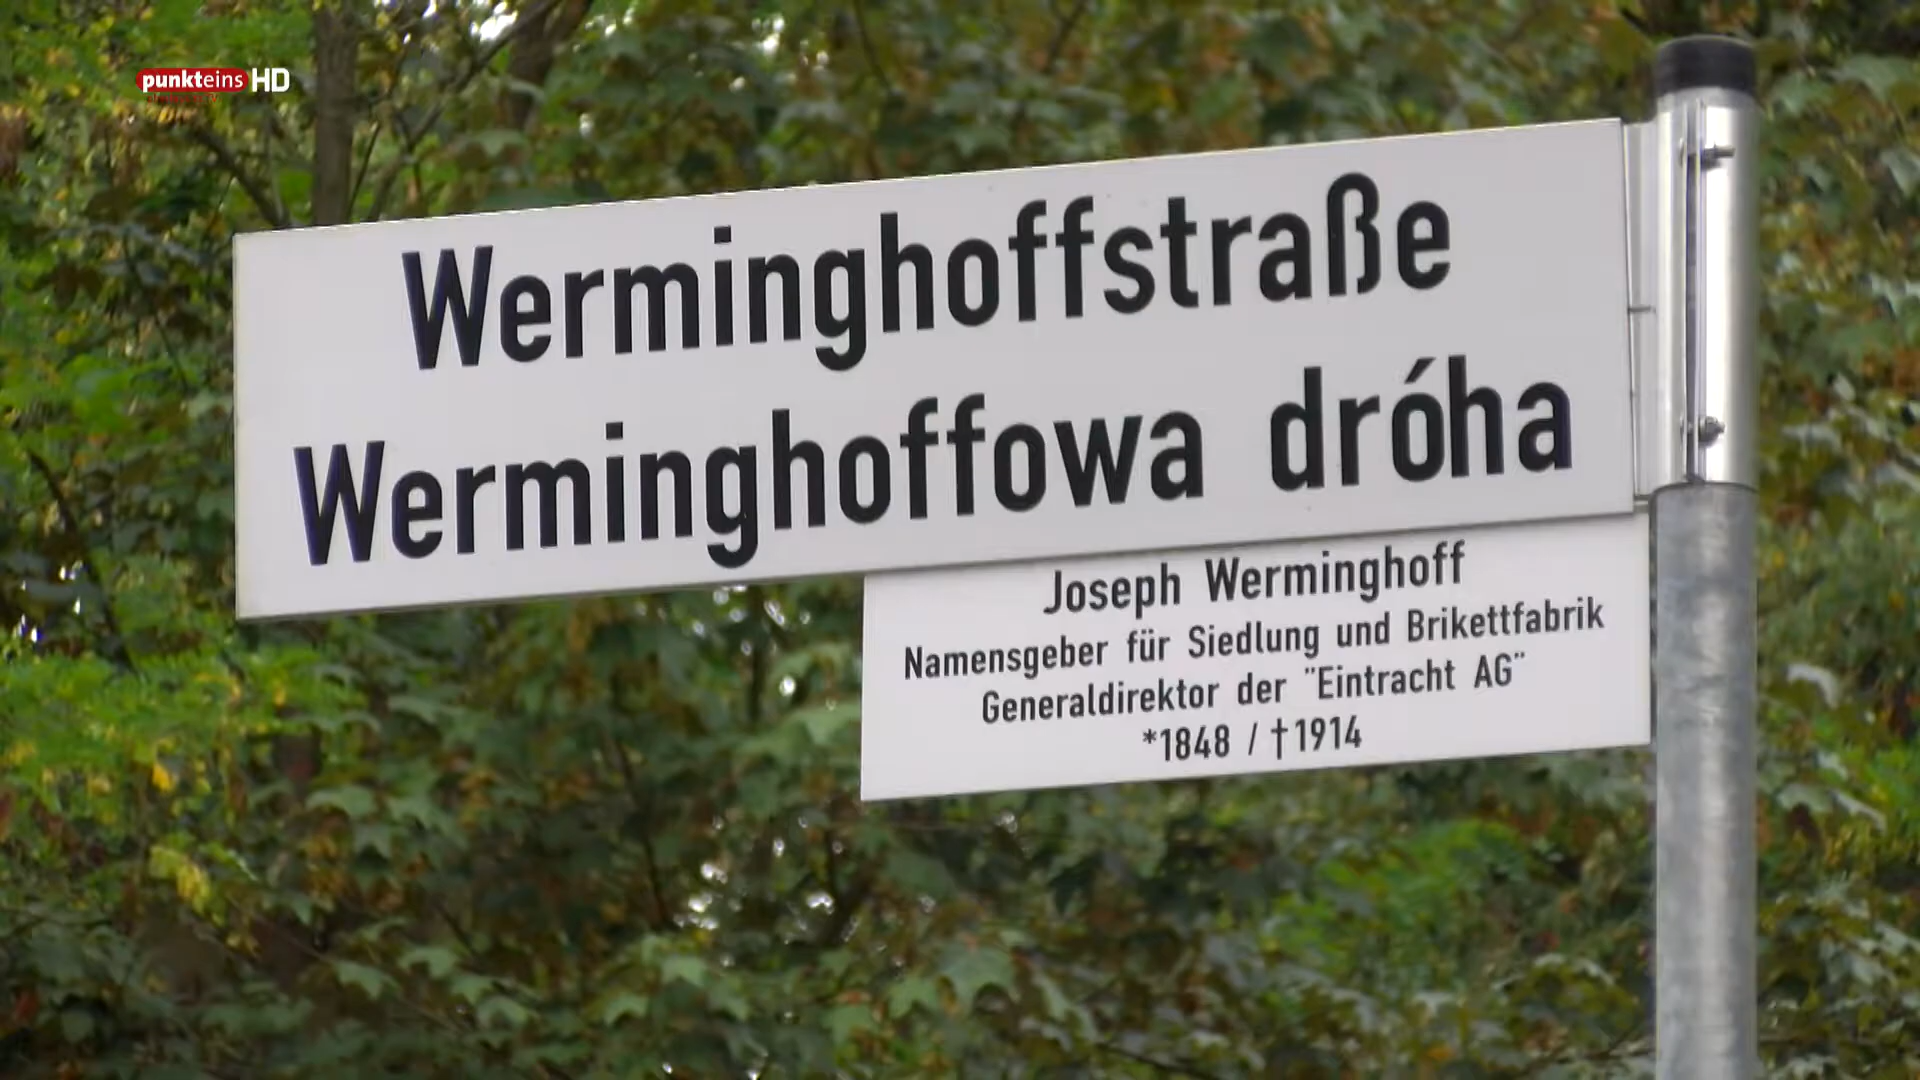 punkteins HD
Werminghoffstraße
Werminghoffowa dróha
Joseph Werminghoff
Namensgeber für Siedlung und Brikettfabrik
Generaldirektor der "Eintracht AG"
*1848 / †1914